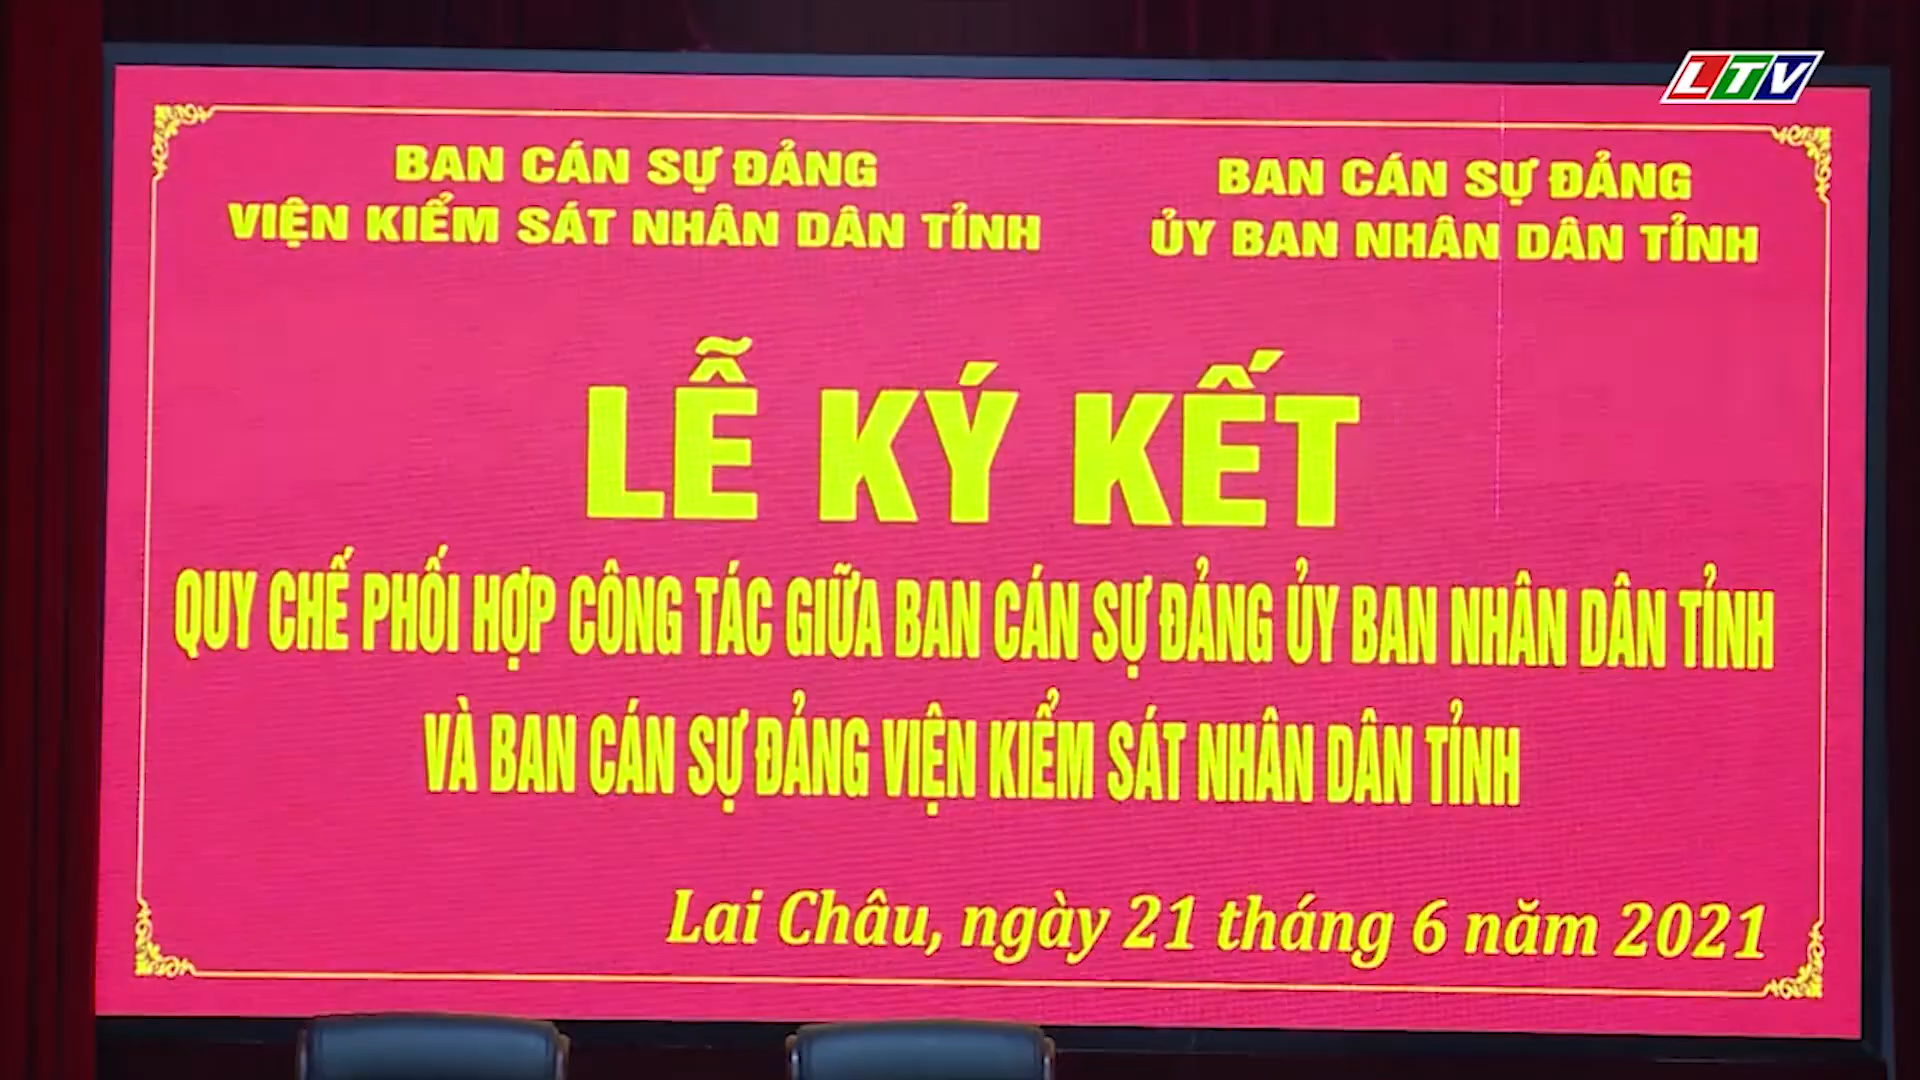 LTV
BAN CÁN SỰ ĐẢNG
VIỆN KIỂM SÁT NHÂN DÂN TỈNH
BAN CÁN SỰ ĐẢNG
ỦY BAN NHÂN DÂN TỈNH
LỄ KÝ KẾT
QUY CHẾ PHỐI HỢP CÔNG TÁC GIỮA BAN CÁN SỰ ĐẢNG ỦY BAN NHÂN DÂN TỈNH
VÀ BAN CÁN SỰ ĐẢNG VIỆN KIỂM SÁT NHÂN DÂN TỈNH
Lai Châu, ngày 21 tháng 6 năm 2021